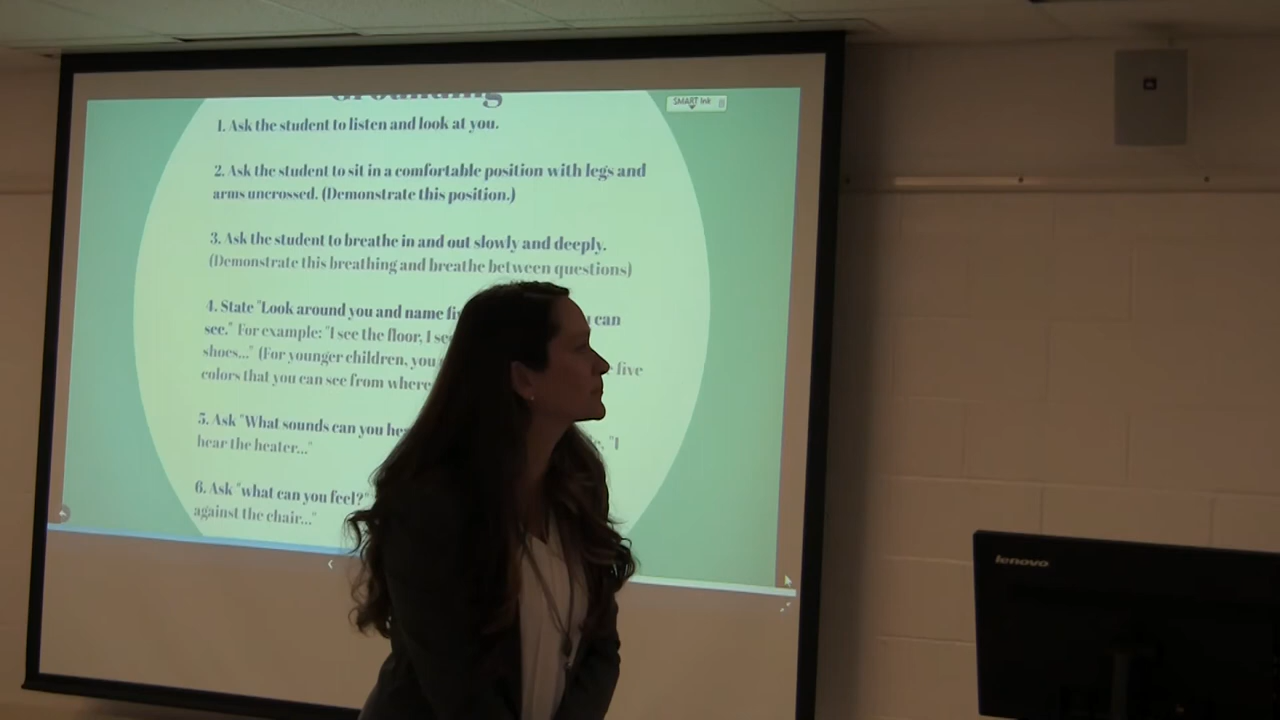 Grounding
SMART Ink
1. Ask the student to listen and look at you.
2. Ask the student to sit in a comfortable position with legs and
arms uncrossed. (Demonstrate this position.)
3. Ask the student to breathe in and out slowly and deeply.
(Demonstrate this breathing and breathe between questions)
4. State "Look around you and name can
see." For example: "I see the floor, I
shoes..." (For younger children, you
colors that you can see from five
5. Ask "What sounds can you "I
hear the heater..."
6. Ask "what can you feel?"
against the chair..."
lenovo